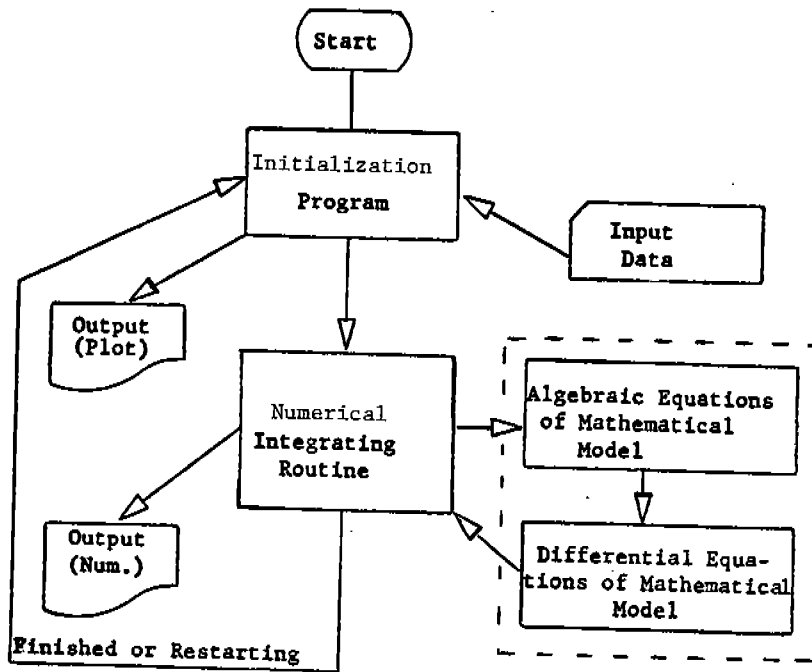 Start
Initialization
Program
Input
Data
Output
(Plot)
Numerical
Integrating
Routine
Algebraic Equations
of Mathematical
Model
Output
(Num.)
Differential Equa-
tions of Mathematical
Model
Finished or Restarting